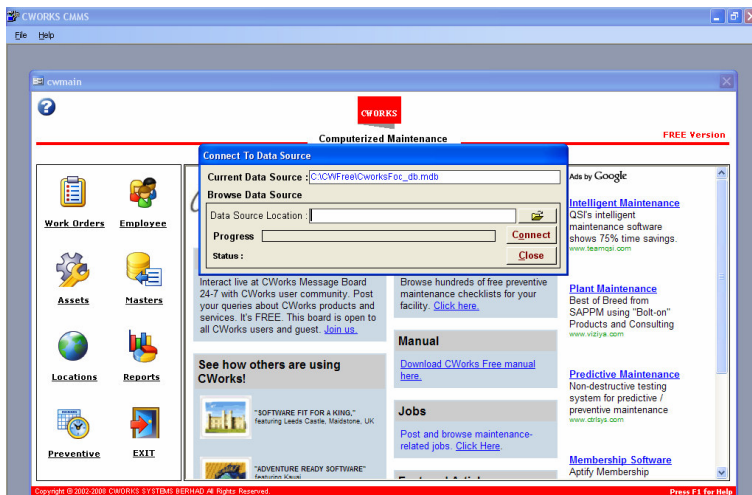 CWORKS CMMS
File Help
cwmain
CWORKS
Computerized Maintenance
FREE Version
Connect To Data Source
Current Data Source : C:\CWFree\CworksFoc_db.mdb
Browse Data Source
Data Source Location :
Progress
Connect
Status :
Close
Work Orders
Employee
Assets
Masters
Locations
Reports
Preventive
EXIT
Interact live at CWorks Message Board
24-7 with CWorks user community. Post
your queries about CWorks products and
services. It's FREE. This board is open to
all CWorks users and guest. Join us.
See how others are using
CWorks!
"SOFTWARE FIT FOR A KING,"
featuring Leeds Castle, Maidstone, UK
"ADVENTURE READY SOFTWARE"
featuring Kauai
Browse hundreds of free preventive
maintenance checklists for your
facility. Click here.
Manual
Download CWorks Free manual
here.
Jobs
Post and browse maintenance-
related jobs. Click Here.
Ads by Google
Intelligent Maintenance
QSI's intelligent
maintenance software
shows 75% time savings.
www.teamqsi.com
Plant Maintenance
Best of Breed from
SAPPM using "Bolt-on"
Products and Consulting
www.viziya.com
Predictive Maintenance
Non-destructive testing
system for predictive /
preventive maintenance
www.ctrlsys.com
Membership Software
Aptify Membership
Copyright @ 2002-2008 CWORKS SYSTEMS BERHAD All Rights Reserved.
Press F1 for Help